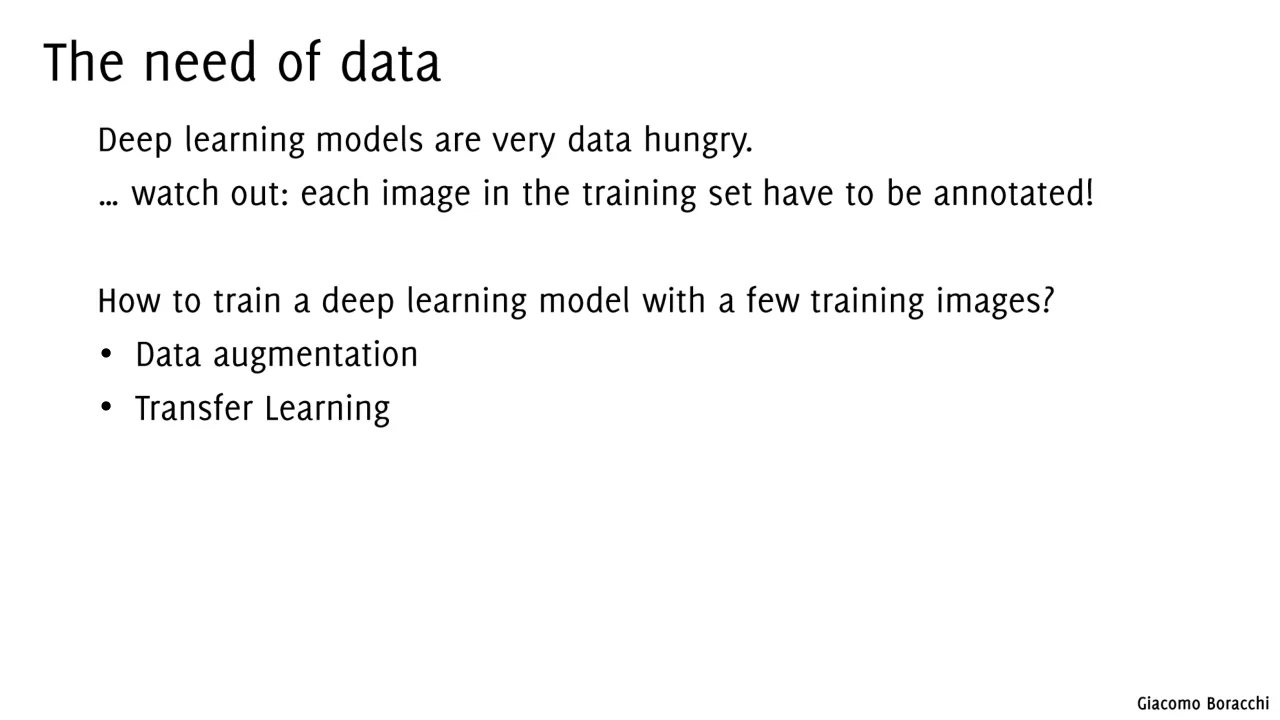 The need of data
Deep learning models are very data hungry.
… watch out: each image in the training set have to be annotated!
How to train a deep learning model with a few training images?
• Data augmentation
• Transfer Learning
Giacomo Boracchi